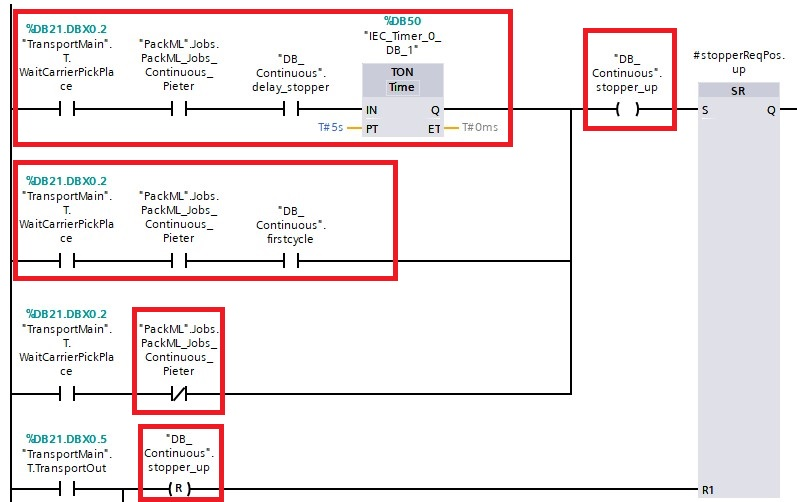 %DB21.DBX0.2
"TransportMain".
T.
WaitCarrierPickPla
ce
"PackML".Jobs.
PackML_Jobs_
Continuous_
Pieter
"DB_
Continuous".
delay_stopper
%DB50
"IEC_Timer_0_
DB_1"
TON
Time
IN
Q
T#5s
PT
ET
T#0ms
"DB_
Continuous".
stopper_up
#stopperReqPos.
up
SR
S
Q
%DB21.DBX0.2
"TransportMain".
T.
WaitCarrierPickPla
ce
"PackML".Jobs.
PackML_Jobs_
Continuous_
Pieter
"DB_
Continuous".
firstcycle
%DB21.DBX0.2
"TransportMain".
T.
WaitCarrierPickPla
ce
"PackML".Jobs.
PackML_Jobs_
Continuous_
Pieter
%DB21.DBX0.5
"TransportMain".
T.TransportOut
"DB_
Continuous".
stopper_up
R
R1